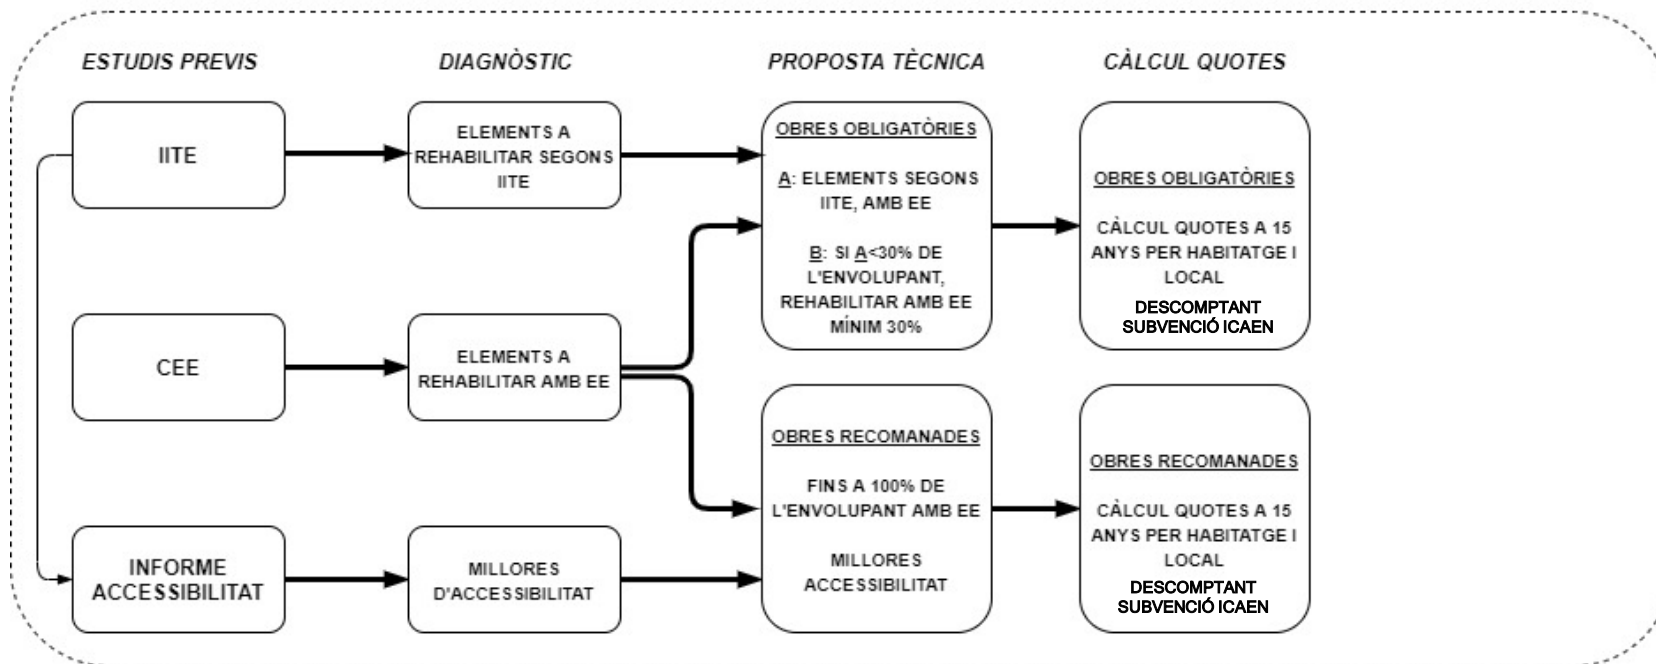 ESTUDIS PREVIS
DIAGNÒSTIC
PROPOSTA TÈCNICA
CÀLCUL QUOTES
IITE
ELEMENTS A
REHABILITAR SEGONS
IITE
OBRES OBLIGATÒRIES
A: ELEMENTS SEGONS
IITE, AMB EE
B: SI A<30% DE
L'ENVOLUPANT,
REHABILITAR AMB EE
MÍNIM 30%
OBRES OBLIGATÒRIES
CÀLCUL QUOTES A 15
ANYS PER HABITATGE I
LOCAL
DESCOMPTANT
SUBVENCIÓ ICAEN
CEE
ELEMENTS A
REHABILITAR AMB EE
OBRES RECOMANADES
FINS A 100% DE
L'ENVOLUPANT AMB EE
MILLORES
ACCESSIBILITAT
OBRES RECOMANADES
CÀLCUL QUOTES A 15
ANYS PER HABITATGE I
LOCAL
DESCOMPTANT
SUBVENCIÓ ICAEN
INFORME
ACCESSIBILITAT
MILLORES
D'ACCESSIBILITAT